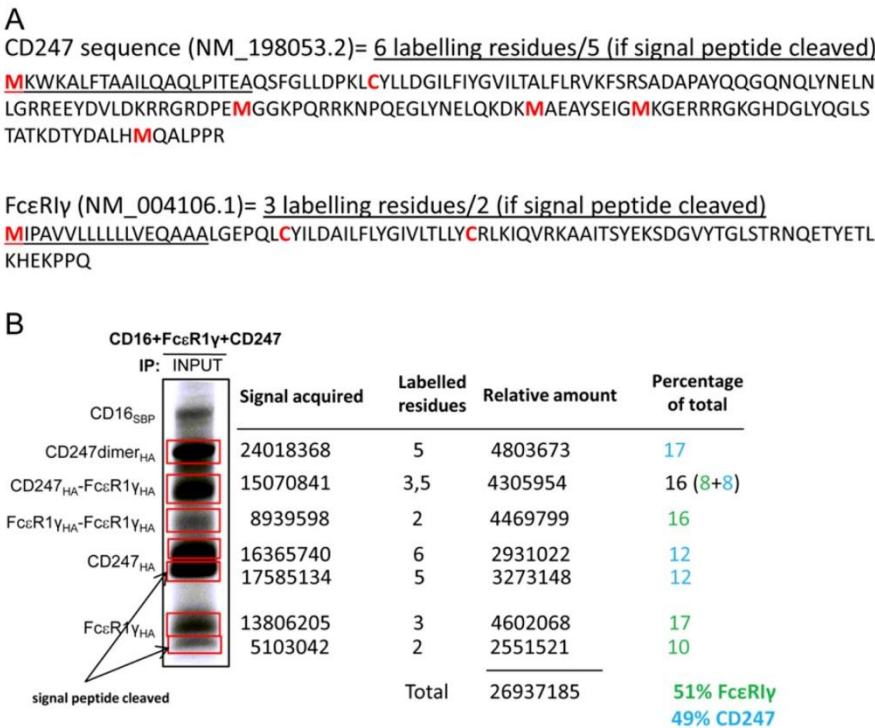 A
CD247 sequence (NM_198053.2)= 6 labelling residues/5 (if signal peptide cleaved)
MKWKALFTAAILQAQLPITEAQSFGLLDPKLCYLLDGILFIYGVILTALFLRVKFSRSADAPAYQQGQNQLYNELN
LGRREEYDVLDKRRGRDPEMGGKPQRRKNPQEGLYNELQKDKMAEAYSEIGMKGERRRGKGHDGLYQGLS
TATKDTYDALHMQALPPR
FcεRIγ (NM_004106.1)= 3 labelling residues/2 (if signal peptide cleaved)
MIPAVVLLLLLLVEQAAALGEPQLCYILDAILFLYGIVLTLLYCRLKIQVRKAAITSYEKSDGVYTGLSTRNQETYETL
KHEKPPQ
B
CD16+FcεR1γ+CD247
IP: INPUT
Signal acquired Labelled residues Relative amount Percentage of total
CD16SBP
CD247dimerHA 24018368 5 4803673 17
CD247HA-FcεR1γHA 15070841 3,5 4305954 16 (8+8)
FcεR1γHA-FcεR1γHA 8939598 2 4469799 16
CD247HA 16365740 6 2931022 12
17585134 5 3273148 12
FcεR1γHA 13806205 3 4602068 17
5103042 2 2551521 10
signal peptide cleaved
Total 26937185 51% FcεRIγ
49% CD247